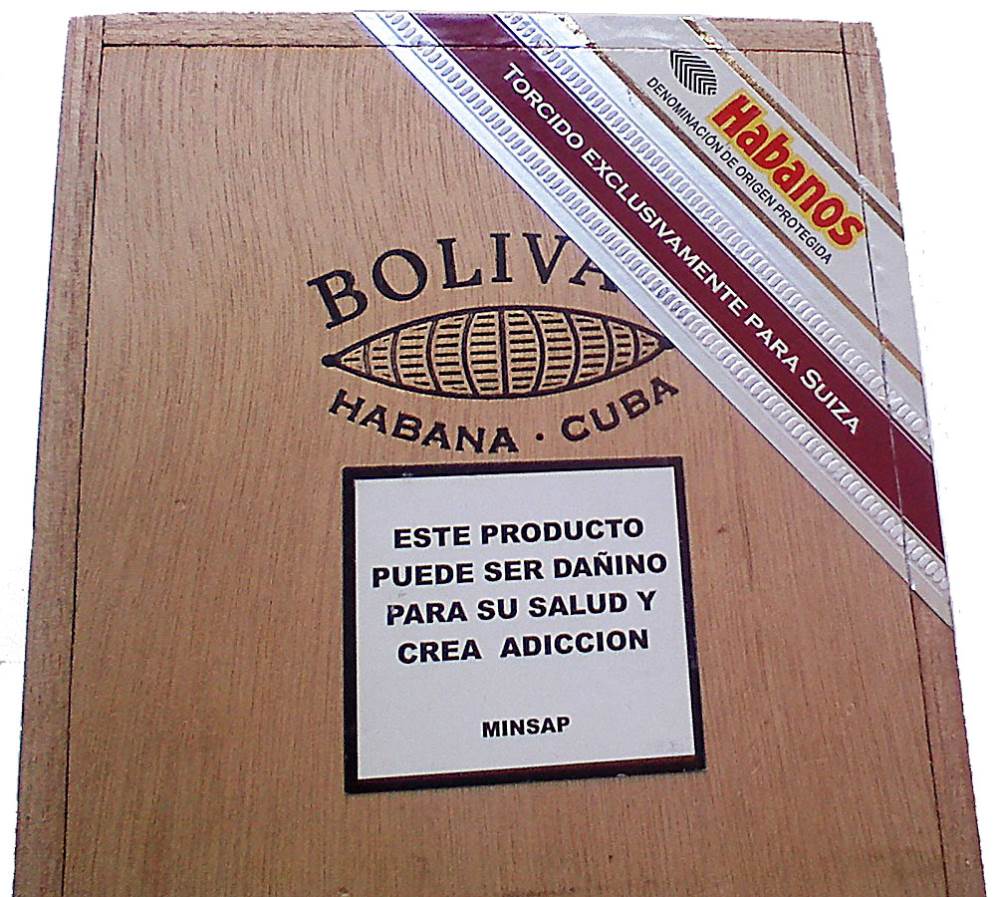 Habanos
DENOMINACIÓN DE ORIGEN PROTEGIDA
TORCIDO EXCLUSIVAMENTE PARA SUIZA
BOLIVA
HABANA · CUBA
ESTE PRODUCTO
PUEDE SER DAÑINO
PARA SU SALUD Y
CREA ADICCION
MINSAP